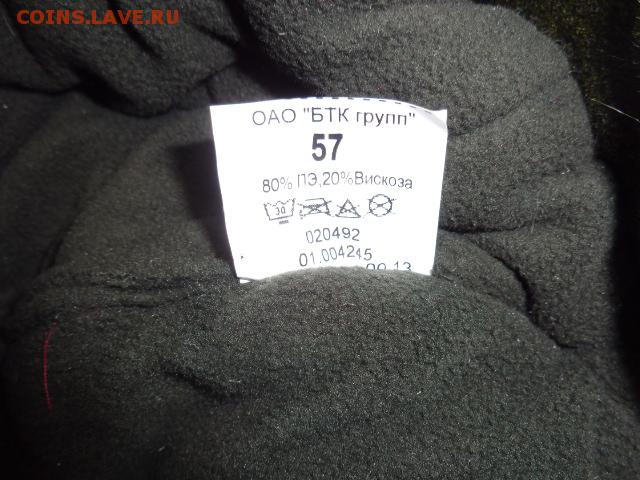 COINS.LAVE.RU
ОАО "БТК групп"
57
80% ПЭ,20%Вискоза
30
020492
01.004245